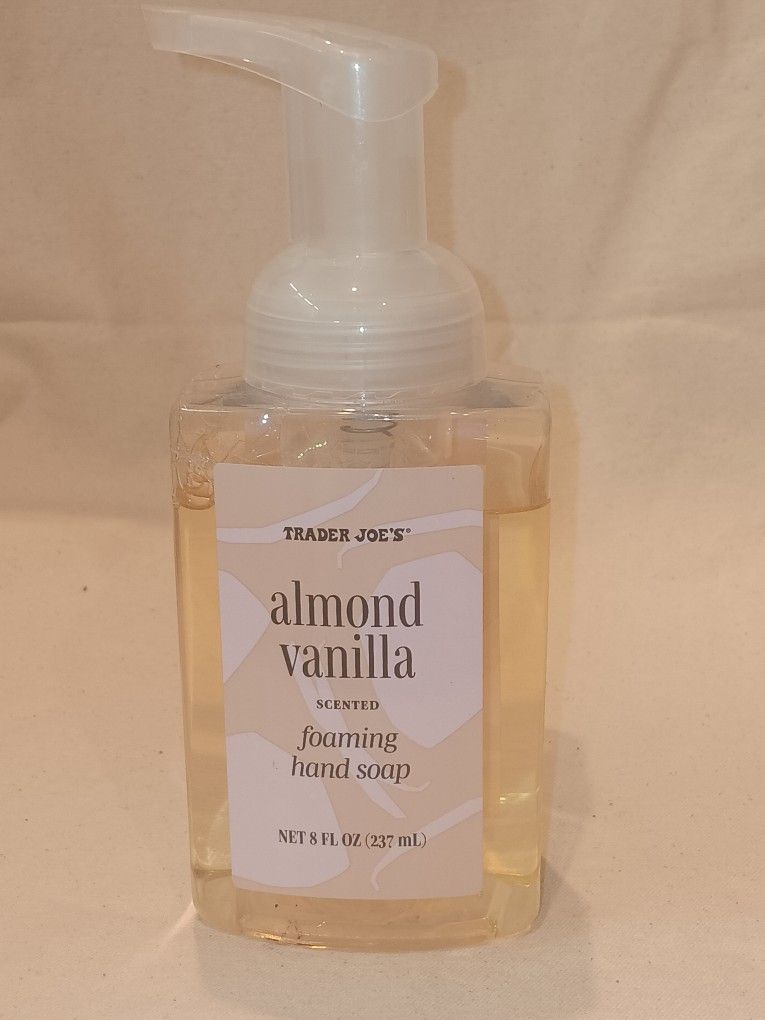 TRADER JOE'S®
almond
vanilla
SCENTED
foaming
hand soap
NET 8 FL OZ (237 mL)